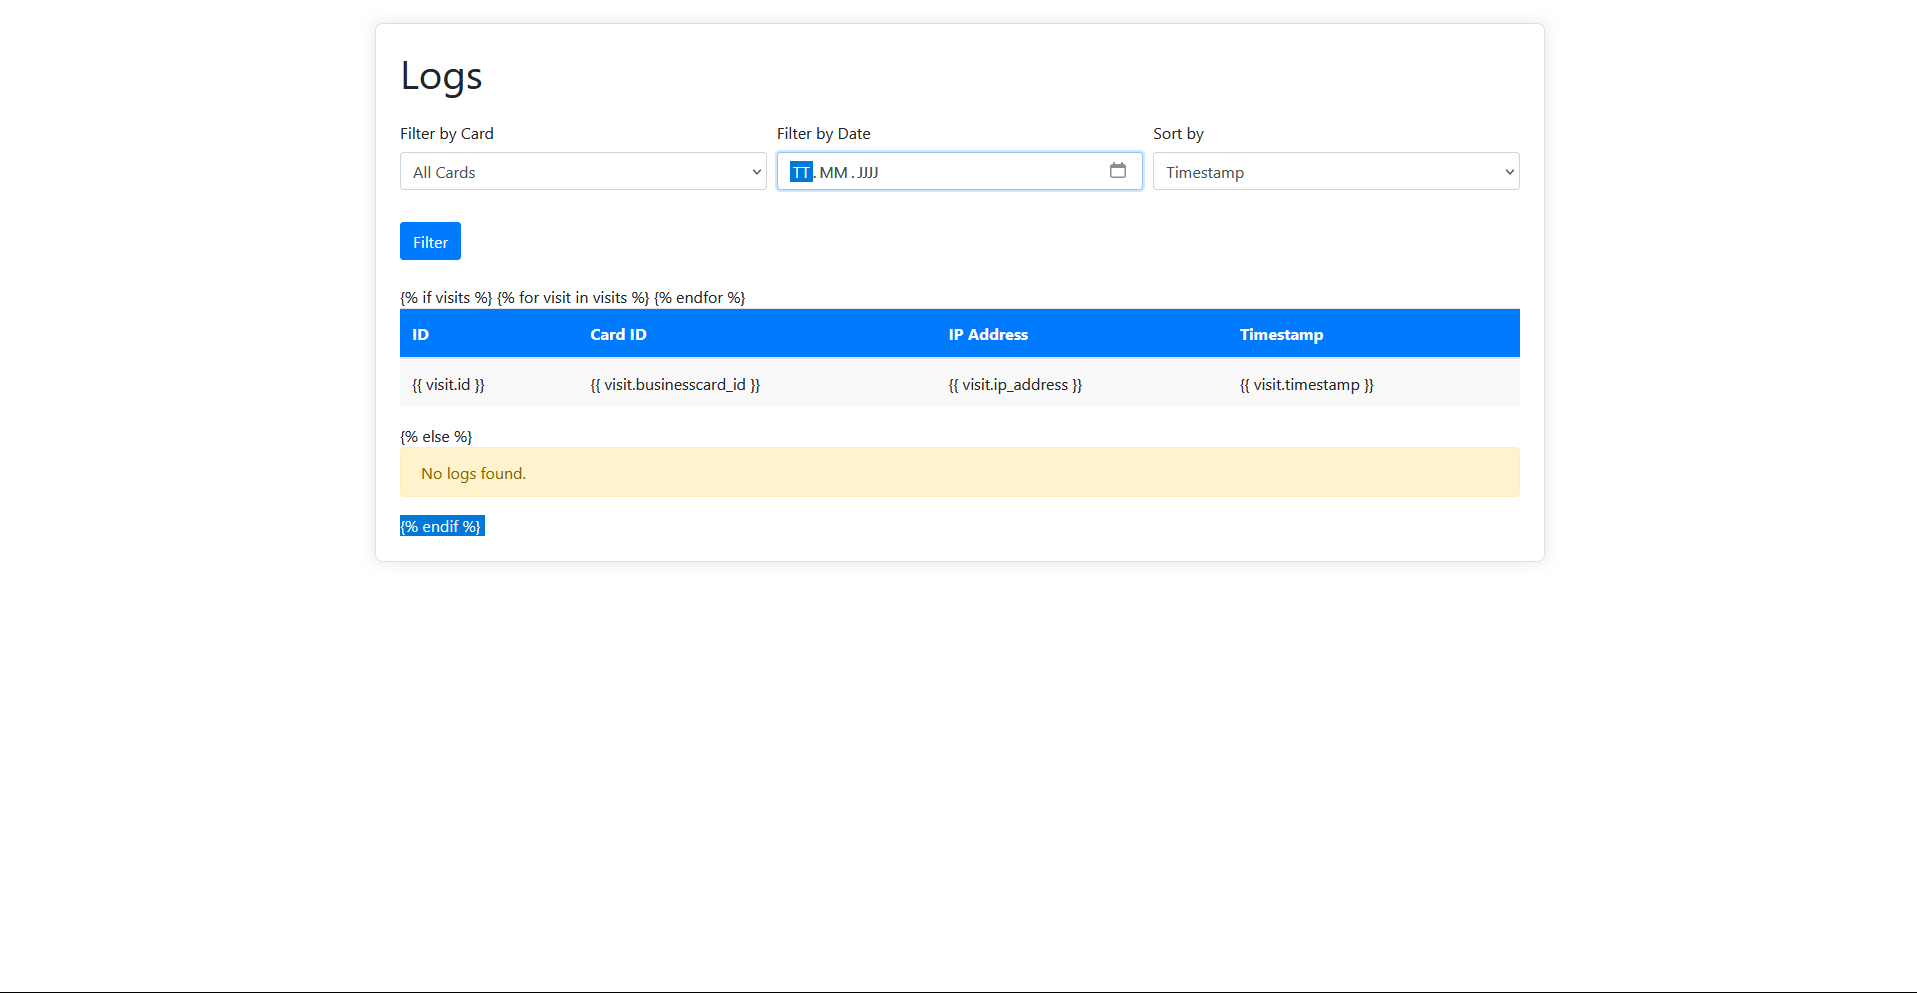 Logs
Filter by Card Filter by Date Sort by
All Cards TT.MM.JJJJ Timestamp
Filter
{% if visits %} {% for visit in visits %} {% endfor %}
ID Card ID IP Address Timestamp
{{ visit.id }} {{ visit.businesscard_id }} {{ visit.ip_address }} {{ visit.timestamp }}
{% else %}
No logs found.
{% endif %}